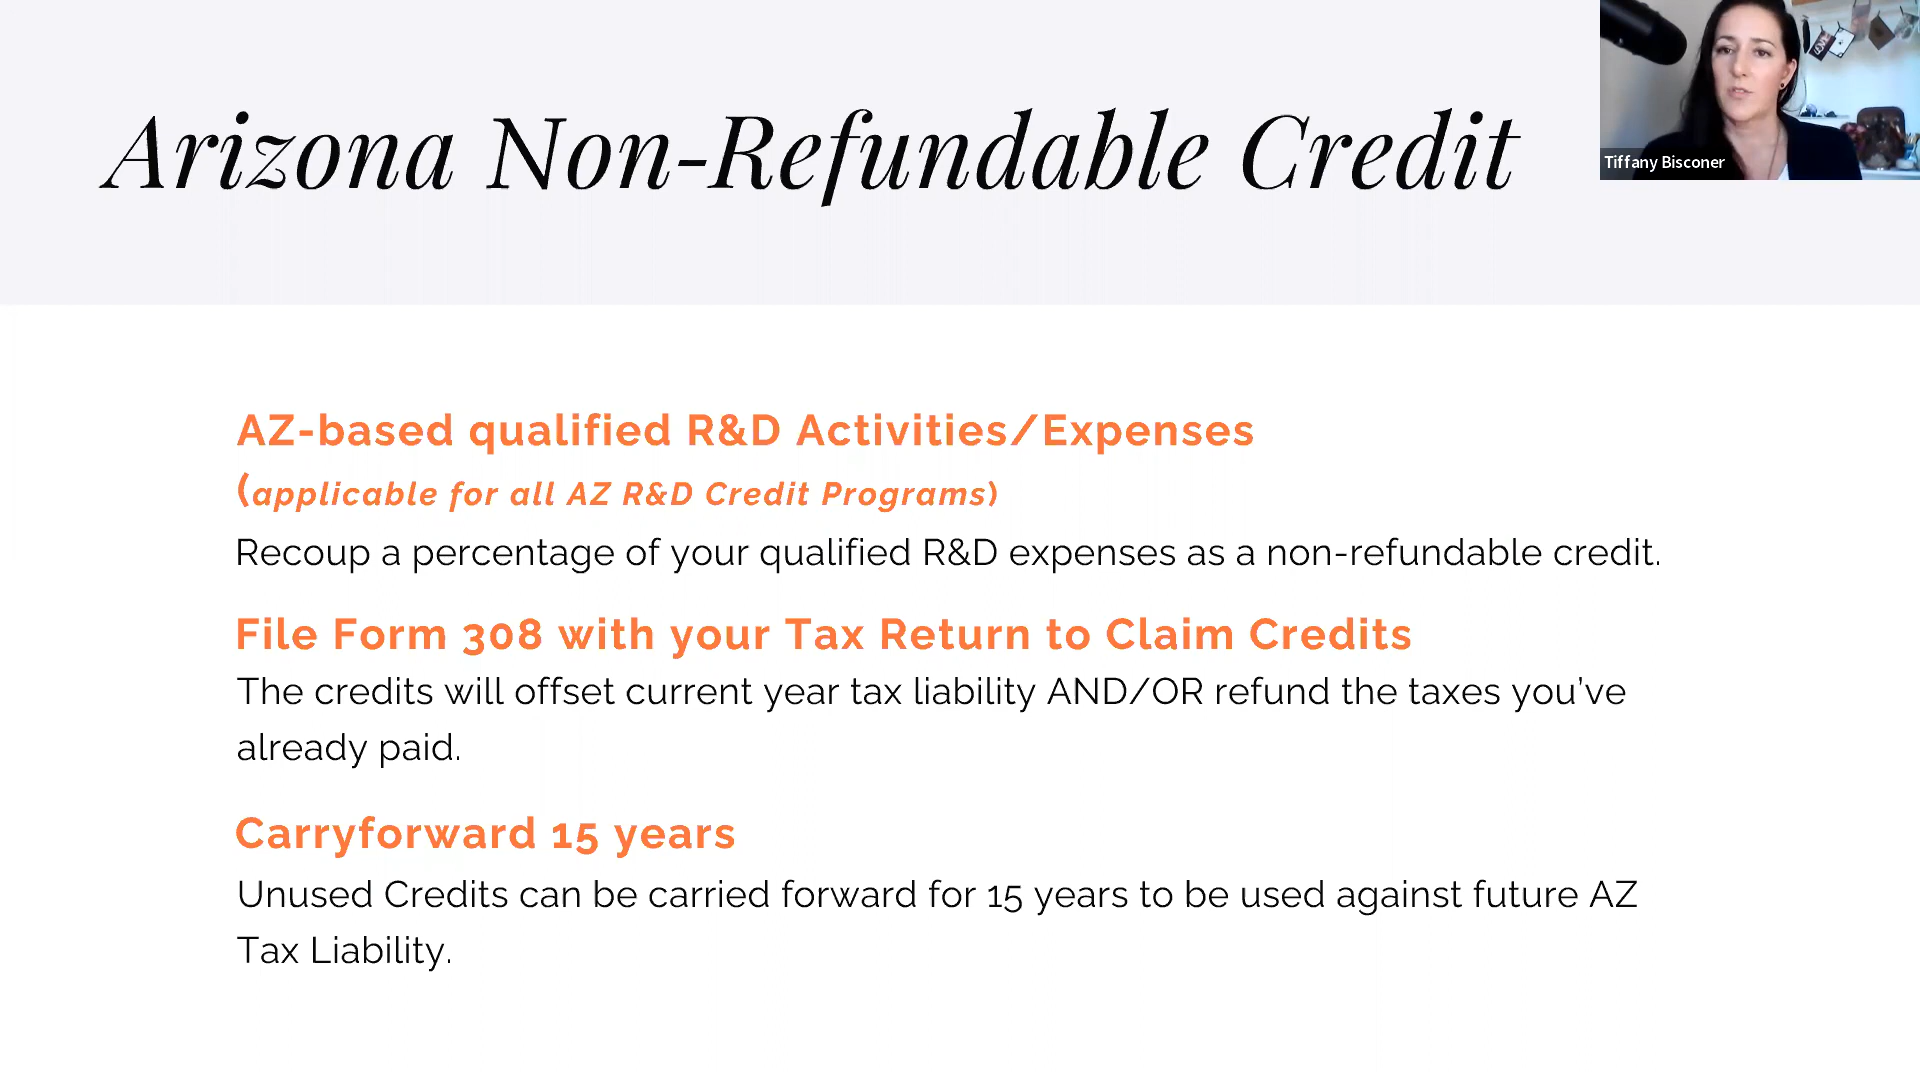 Arizona Non-Refundable Credit
Tiffany Bisconer
AZ-based qualified R&D Activities/Expenses
(applicable for all AZ R&D Credit Programs)
Recoup a percentage of your qualified R&D expenses as a non-refundable credit.
File Form 308 with your Tax Return to Claim Credits
The credits will offset current year tax liability AND/OR refund the taxes you've
already paid.
Carryforward 15 years
Unused Credits can be carried forward for 15 years to be used against future AZ
Tax Liability.